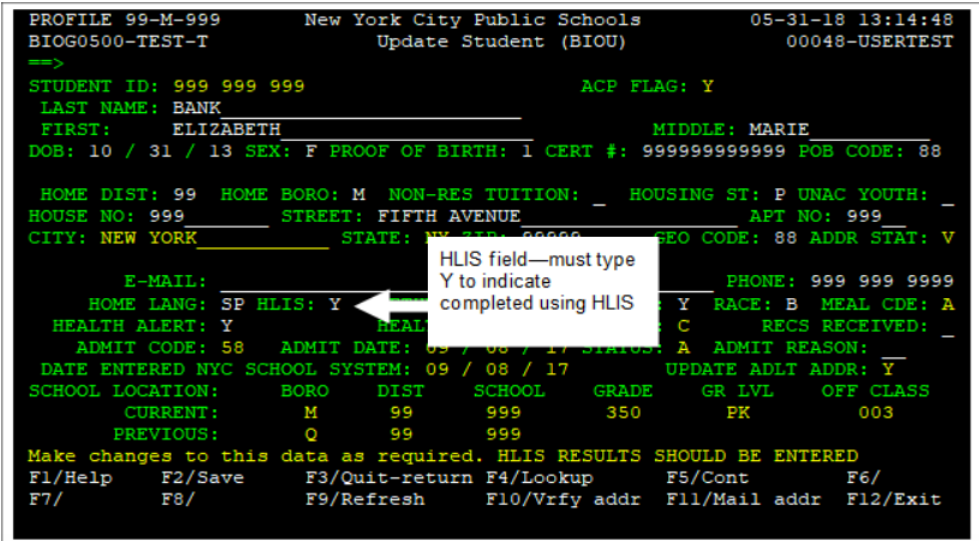 PROFILE 99-M-999 New York City Public Schools 05-31-18 13:14:48
BIOG0500-TEST-T Update Student (BIOU) 00048-USERTEST
==>
STUDENT ID: 999 999 999 ACP FLAG: Y
LAST NAME: BANK
FIRST: ELIZABETH MIDDLE: MARIE
DOB: 10 / 31 / 13 SEX: F PROOF OF BIRTH: 1 CERT #: 999999999999 POB CODE: 88
HOME DIST: 99 HOME BORO: M NON-RES TUITION: _ HOUSING ST: P UNAC YOUTH: _
HOUSE NO: 999 STREET: FIFTH AVENUE APT NO: 999
CITY: NEW YORK STATE: NY ZIP: 99999 GEO CODE: 88 ADDR STAT: V
HLIS field—must type
Y to indicate
completed using HLIS
E-MAIL: PHONE: 999 999 9999
HOME LANG: SP HLIS: Y Y RACE: B MEAL CDE: A
HEALTH ALERT: Y HEAL C RECS RECEIVED: _
ADMIT CODE: 58 ADMIT DATE: 09 / 08 / 17 STATUS: A ADMIT REASON: __
DATE ENTERED NYC SCHOOL SYSTEM: 09 / 08 / 17 UPDATE ADLT ADDR: Y
SCHOOL LOCATION: BORO DIST SCHOOL GRADE GR LVL OFF CLASS
CURRENT: M 99 999 350 PK 003
PREVIOUS: Q 99 999
Make changes to this data as required. HLIS RESULTS SHOULD BE ENTERED
F1/Help F2/Save F3/Quit-return F4/Lookup F5/Cont F6/
F7/ F8/ F9/Refresh F10/Vrfy addr F11/Mail addr F12/Exit